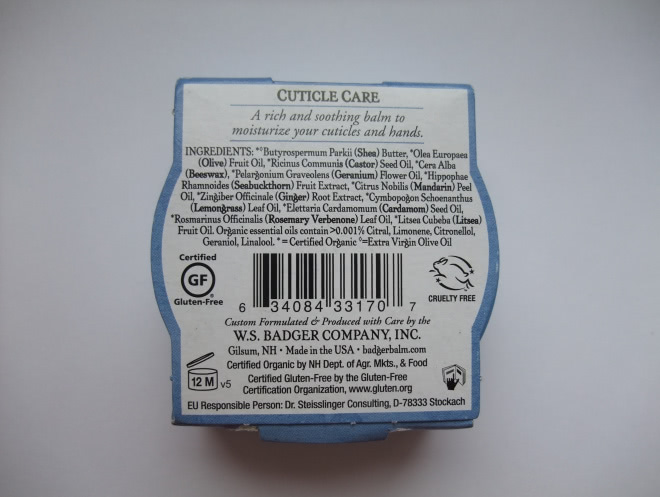 CUTICLE CARE
A rich and soothing balm to
moisturize your cuticles and hands.
INGREDIENTS: *◊Butyrospermum Parkii (Shea) Butter, *Olea Europaea
(Olive) Fruit Oil, *Ricinus Communis (Castor) Seed Oil, *Cera Alba
(Beeswax), *Pelargonium Graveolens (Geranium) Flower Oil, *Hippophae
Rhamnoides (Seabuckthorn) Fruit Extract, *Citrus Nobilis (Mandarin) Peel
Oil, *Zingiber Officinale (Ginger) Root Extract, *Cymbopogon Schoenanthus
(Lemongrass) Leaf Oil, *Elettaria Cardamomum (Cardamom) Seed Oil,
*Rosmarinus Officinalis (Rosemary Verbenone) Leaf Oil, *Litsea Cubeba (Litsea)
Fruit Oil. Organic essential oils contain >0.001% Citral, Limonene, Citronellol,
Geraniol, Linalool. * = Certified Organic ◊=Extra Virgin Olive Oil
Certified
GF
Gluten-Free
6 34084 33170 7
CRUELTY FREE
Custom Formulated & Produced with Care by the
W.S. BADGER COMPANY, INC.
Gilsum, NH • Made in the USA • badgerbalm.com
Certified Organic by NH Dept. of Agr. Mkts., & Food
12 M v5
Certified Gluten-Free by the Gluten-Free
Certification Organization, www.gluten.org
EU Responsible Person: Dr. Steisslinger Consulting, D-78333 Stockach